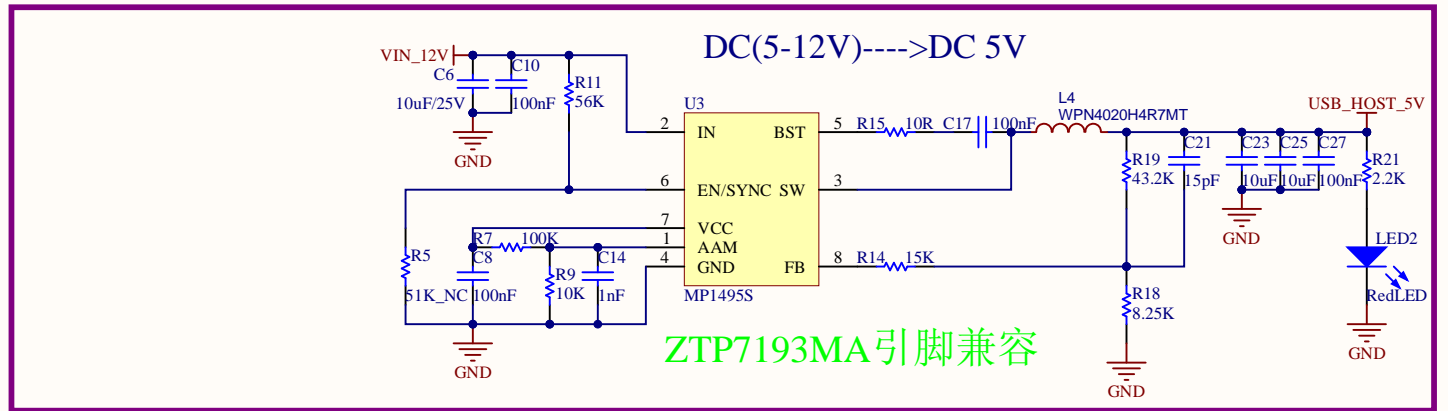 DC(5-12V)---->DC 5V
VIN_12V
C6
10uF/25V
C10
100nF
R11
56K
GND
U3
2 IN
BST 5
6 EN/SYNC
SW 3
7 VCC
1 AAM
4 GND
FB 8
MP1495S
R15 10R
C17 100nF
L4
WPN4020H4R7MT
USB_HOST_5V
R19
43.2K
C21
15pF
C23
10uF
C25
10uF
C27
100nF
R21
2.2K
GND
LED2
RedLED
GND
R5
51K_NC
R7 100K
C8
100nF
R9
10K
C14
1nF
GND
R14 15K
R18
8.25K
GND
ZTP7193MA引脚兼容